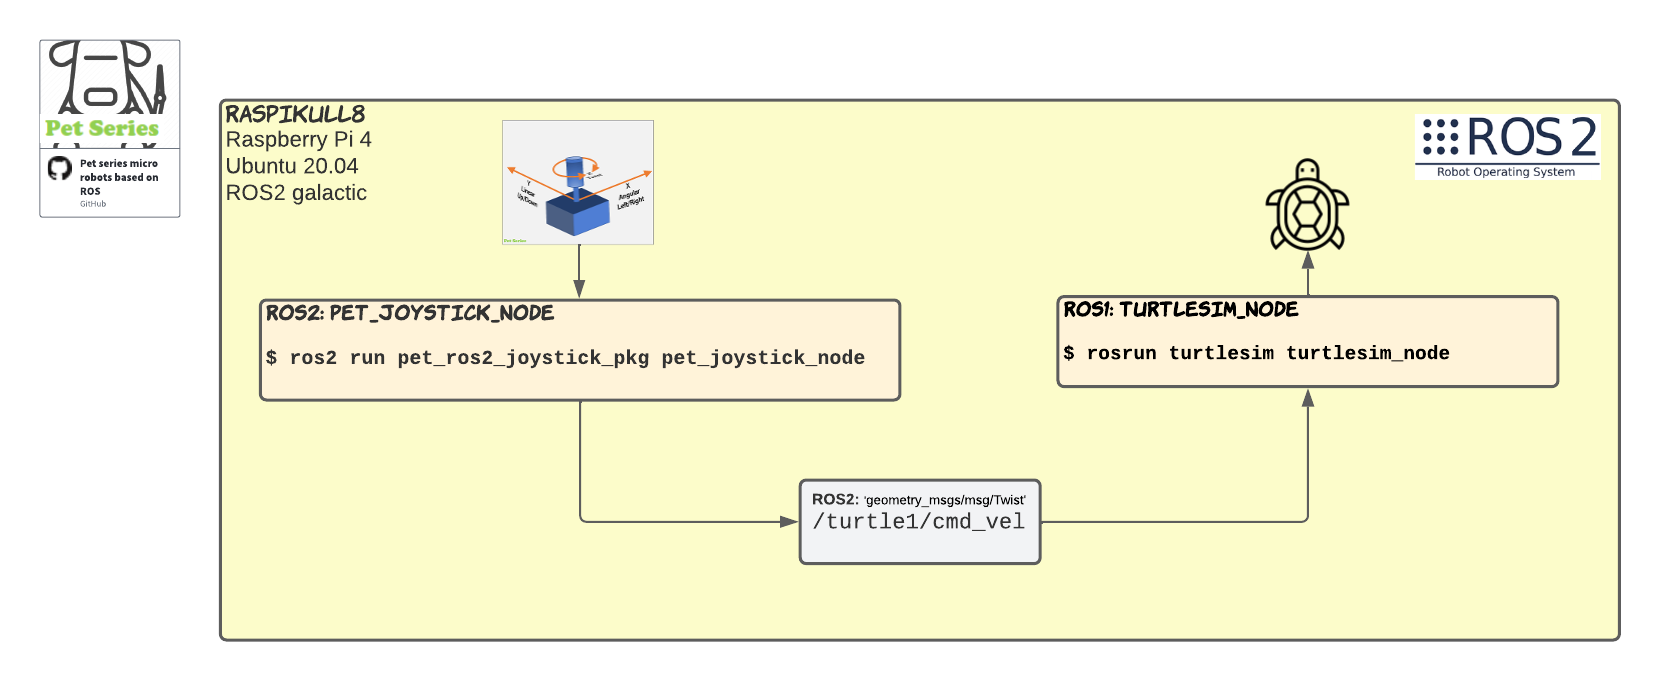 Pet Series
Pet series micro
robots based on
ROS
GitHub
RASPIKULL8
Raspberry Pi 4
Ubuntu 20.04
ROS2 galactic
Y
Linear
Up/Down
X
Angular
Left/Right
Pet Series
ROS2
Robot Operating System
ROS2: PET_JOYSTICK_NODE
$ ros2 run pet_ros2_joystick_pkg pet_joystick_node
ROS1: TURTLESIM_NODE
$ rosrun turtlesim turtlesim_node
ROS2: 'geometry_msgs/msg/Twist'
/turtle1/cmd_vel